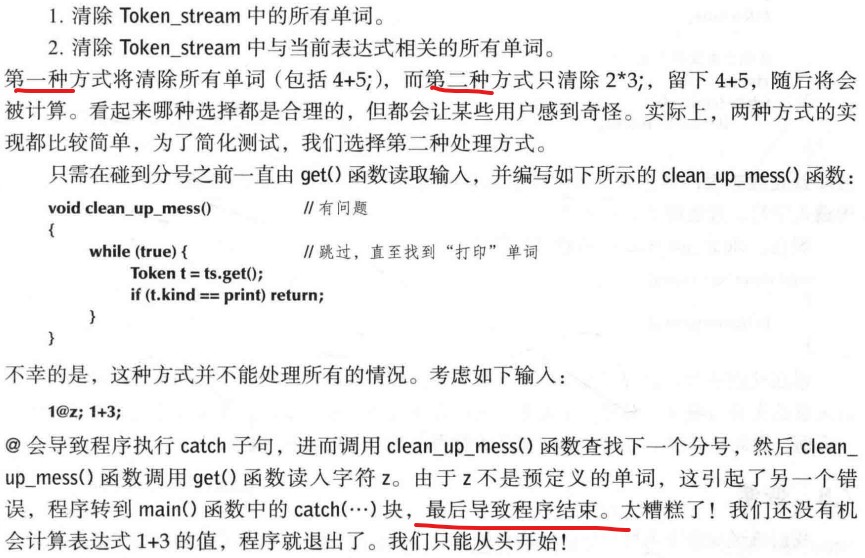 1. 清除 Token_stream 中的所有单词。
2. 清除 Token_stream 中与当前表达式相关的所有单词。
第一种方式将清除所有单词（包括 4+5;），而第二种方式只清除 2*3;，留下 4+5，随后将会
被计算。看起来哪种选择都是合理的，但都会让某些用户感到奇怪。实际上，两种方式的实
现都比较简单，为了简化测试，我们选择第二种处理方式。
只需在碰到分号之前一直由 get() 函数读取输入，并编写如下所示的 clean_up_mess() 函数：
void clean_up_mess() // 有问题
{
while (true) { // 跳过，直至找到“打印”单词
Token t = ts.get();
if (t.kind == print) return;
}
}
不幸的是，这种方式并不能处理所有的情况。考虑如下输入：
1@z; 1+3;
@ 会导致程序执行 catch 子句，进而调用 clean_up_mess() 函数查找下一个分号，然后 clean_
up_mess() 函数调用 get() 函数读入字符 z。由于 z 不是预定义的单词，这引起了另一个错
误，程序转到 main() 函数中的 catch(…) 块，最后导致程序结束。太糟糕了！我们还没有机
会计算表达式 1+3 的值，程序就退出了。我们只能从头开始！